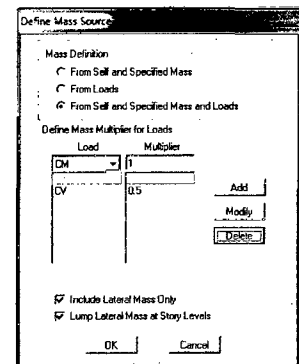 Define Mass Source
Mass Definition
From Self and Specified Mass
From Loads
From Self and Specified Mass and Loads
Define Mass Multiplier for Loads
Load Multiplier
CM 1
CV 0.5
Add
Modify
Delete
Include Lateral Mass Only
Lump Lateral Mass at Story Levels
OK Cancel